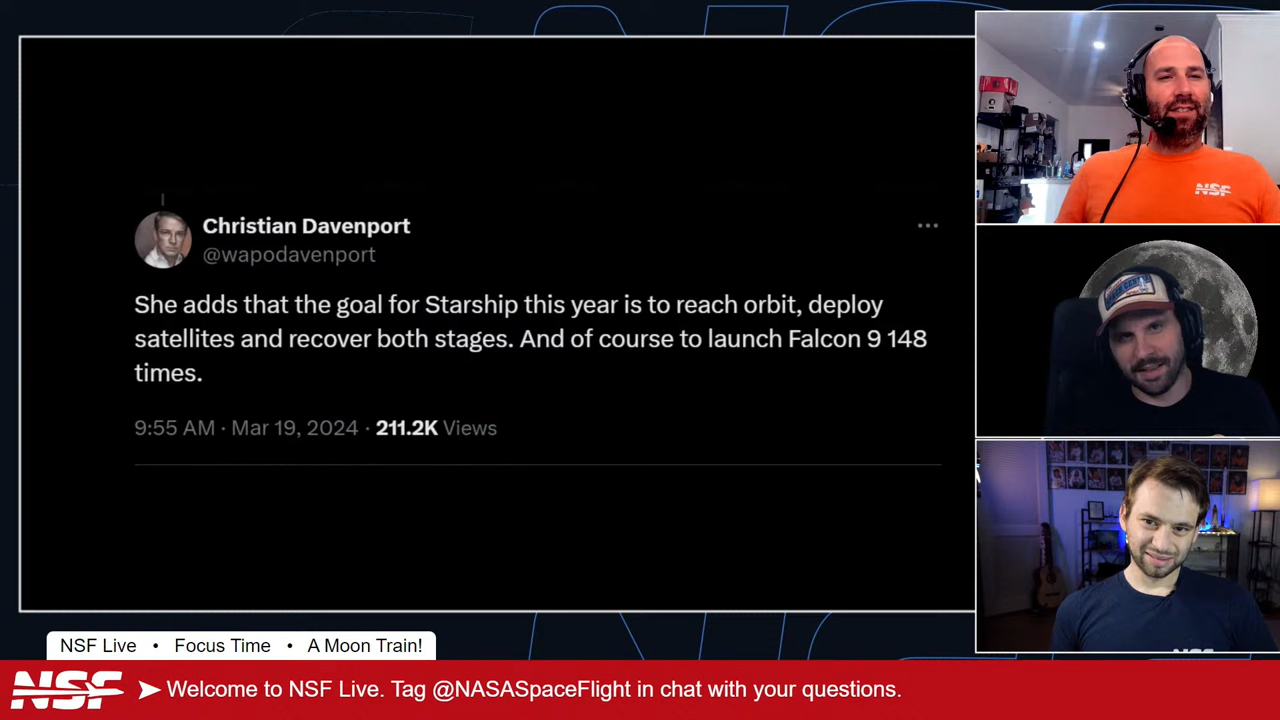 Christian Davenport
@wapodavenport
She adds that the goal for Starship this year is to reach orbit, deploy
satellites and recover both stages. And of course to launch Falcon 9 148
times.
9:55 AM · Mar 19, 2024 · 211.2K Views
NSF
NSF Live • Focus Time • A Moon Train!
NSF
Welcome to NSF Live. Tag @NASASpaceFlight in chat with your questions.